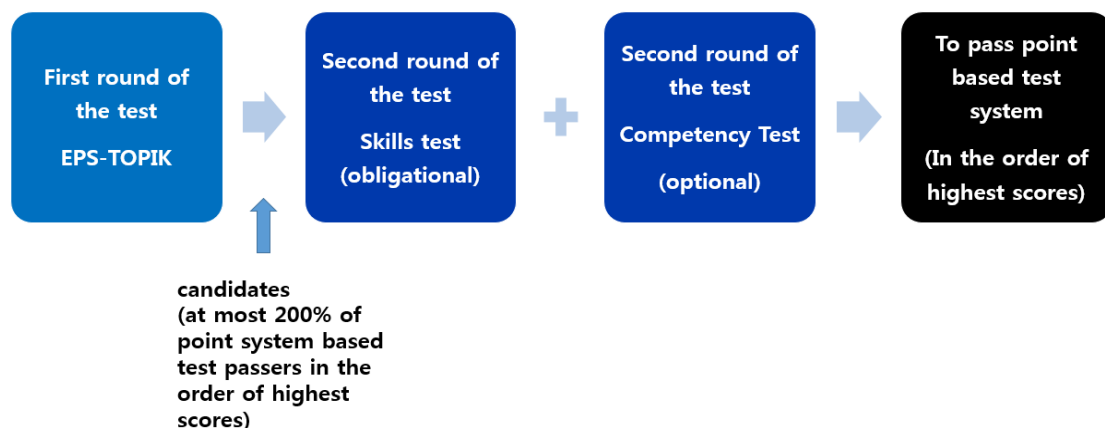 First round of
the test
EPS-TOPIK
Second round of
the test
Skills test
(obligational)
Second round of
the test
Competency Test
(optional)
To pass point
based test
system
(In the order of
highest scores)
candidates
(at most 200% of
point system based
test passers in the
order of highest
scores)